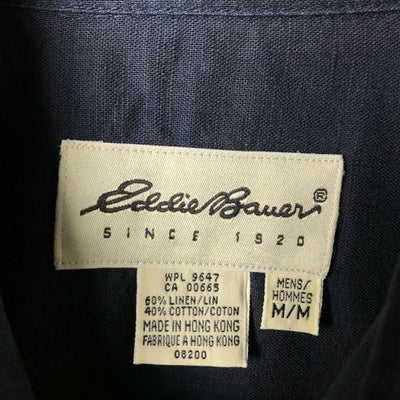 Eddie Bauer®
SINCE 1920
WPL 9647
CA 00665
60% LINEN/LIN
40% COTTON/COTON
MADE IN HONG KONG
FABRIQUE A HONG KONG
08200
MENS/
HOMMES
M/M